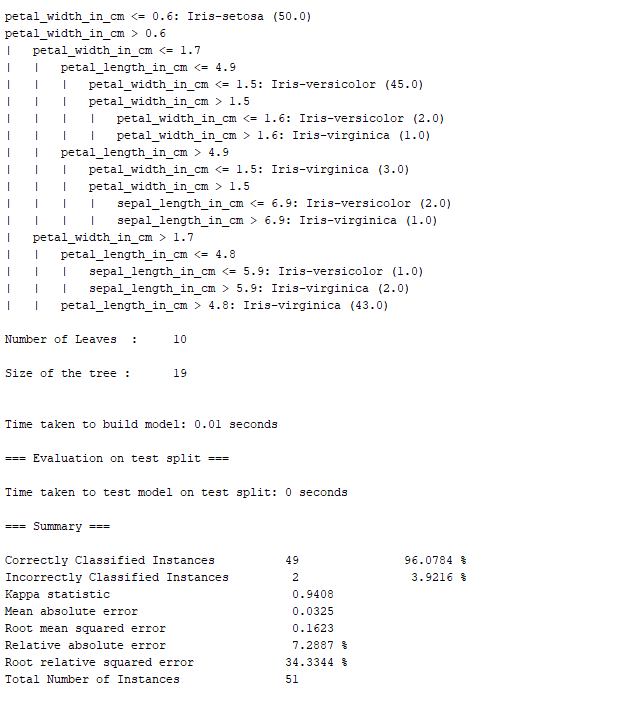 petal_width_in_cm <= 0.6: Iris-setosa (50.0)
petal_width_in_cm > 0.6
|   petal_width_in_cm <= 1.7
|   |   petal_length_in_cm <= 4.9
|   |   |   petal_width_in_cm <= 1.5: Iris-versicolor (45.0)
|   |   |   petal_width_in_cm > 1.5
|   |   |   |   petal_width_in_cm <= 1.6: Iris-versicolor (2.0)
|   |   |   |   petal_width_in_cm > 1.6: Iris-virginica (1.0)
|   |   petal_length_in_cm > 4.9
|   |   |   petal_width_in_cm <= 1.5: Iris-virginica (3.0)
|   |   |   petal_width_in_cm > 1.5
|   |   |   |   sepal_length_in_cm <= 6.9: Iris-versicolor (2.0)
|   |   |   |   sepal_length_in_cm > 6.9: Iris-virginica (1.0)
|   petal_width_in_cm > 1.7
|   |   petal_length_in_cm <= 4.8
|   |   |   sepal_length_in_cm <= 5.9: Iris-versicolor (1.0)
|   |   |   sepal_length_in_cm > 5.9: Iris-virginica (2.0)
|   |   petal_length_in_cm > 4.8: Iris-virginica (43.0)
Number of Leaves  :     10
Size of the tree :      19
Time taken to build model: 0.01 seconds
=== Evaluation on test split ===
Time taken to test model on test split: 0 seconds
=== Summary ===
Correctly Classified Instances          49               96.0784 %
Incorrectly Classified Instances         2                3.9216 %
Kappa statistic                          0.9408
Mean absolute error                      0.0325
Root mean squared error                  0.1623
Relative absolute error                  7.2887 %
Root relative squared error             34.3344 %
Total Number of Instances               51